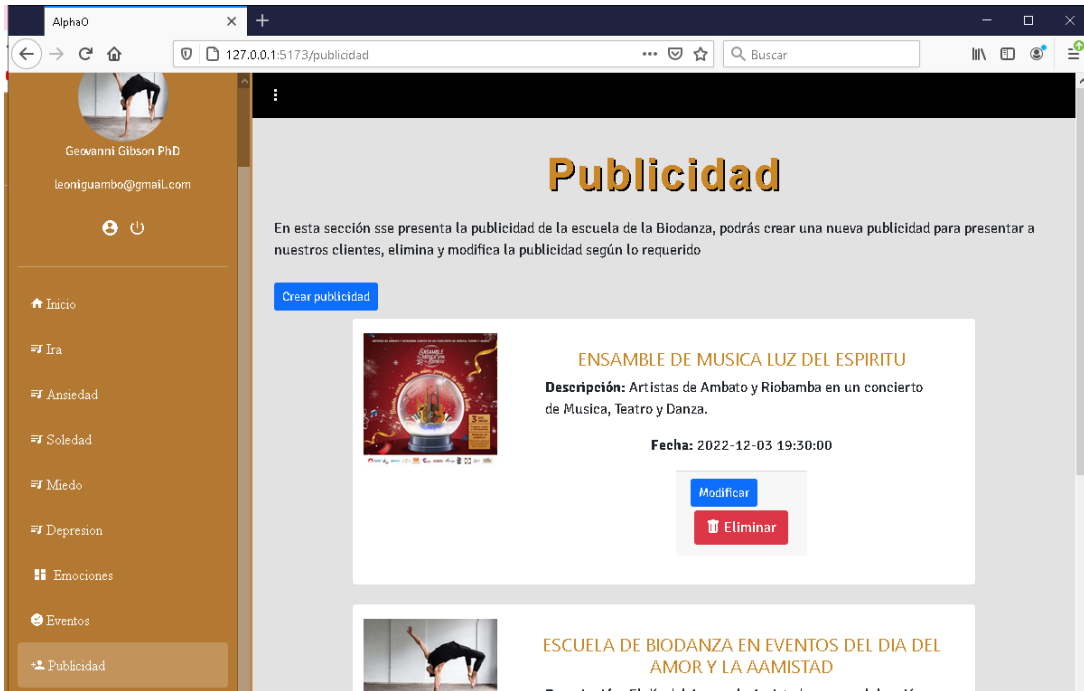 AlphaO
127.0.0.1:5173/publicidad
Buscar
Geovanni Gibson PhD
leoniguambo@gmail.com
Inicio
Ira
Ansiedad
Soledad
Miedo
Depresion
Emociones
Eventos
Publicidad
Publicidad
En esta sección sse presenta la publicidad de la escuela de la Biodanza, podrás crear una nueva publicidad para presentar a
nuestros clientes, elimina y modifica la publicidad según lo requerido
Crear publicidad
ENSAMBLE DE MUSICA LUZ DEL ESPIRITU
Descripción: Artistas de Ambato y Riobamba en un concierto
de Musica, Teatro y Danza.
Fecha: 2022-12-03 19:30:00
Modificar
Eliminar
ESCUELA DE BIODANZA EN EVENTOS DEL DIA DEL
AMOR Y LA AAMISTAD